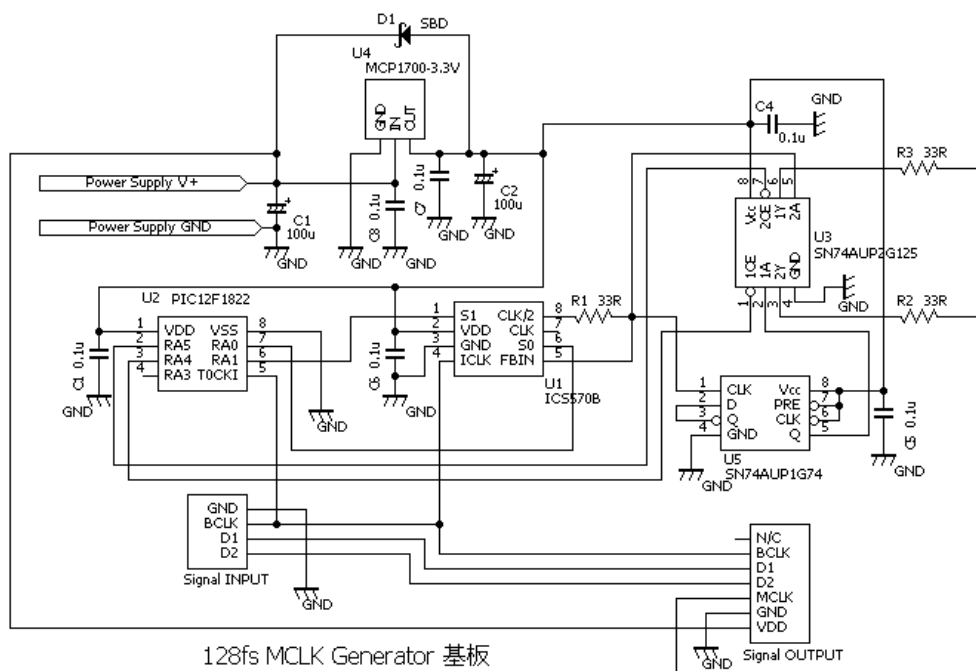 D1 SBD
U4
MCP1700-3.3V
GND
IN
OUT
C4
0.1u
GND
R3 33R
Power Supply V+
Power Supply GND
C1
100u
GND
GND
C8 0.1u
GND
C7 0.1u
GND
C2
100u
GND
8 7 6 5
Vcc 2OE 1Y 2A
U3
SN74AUP2G125
1OE 1A 2Y GND
1 2 3 4
GND
R2 33R
U2 PIC12F1822
1 VDD VSS 8
2 RA5 RA0 7
3 RA4 RA1 6
4 RA3 T0CKI 5
C1 0.1u
GND
GND
C6 0.1u
GND
1 S1 CLK/2 8
2 VDD CLK 7
3 GND S0 6
4 ICLK FBIN 5
U1
ICS570B
R1 33R
1 CLK Vcc 8
2 D PRE 7
3 Q CLK 6
4 GND Q 5
U5
SN74AUP1G74
GND
C5 0.1u
GND
GND
BCLK
D1
D2
Signal INPUT
GND
N/C
BCLK
D1
D2
MCLK
GND
VDD
Signal OUTPUT
GND
128fs MCLK Generator 基板